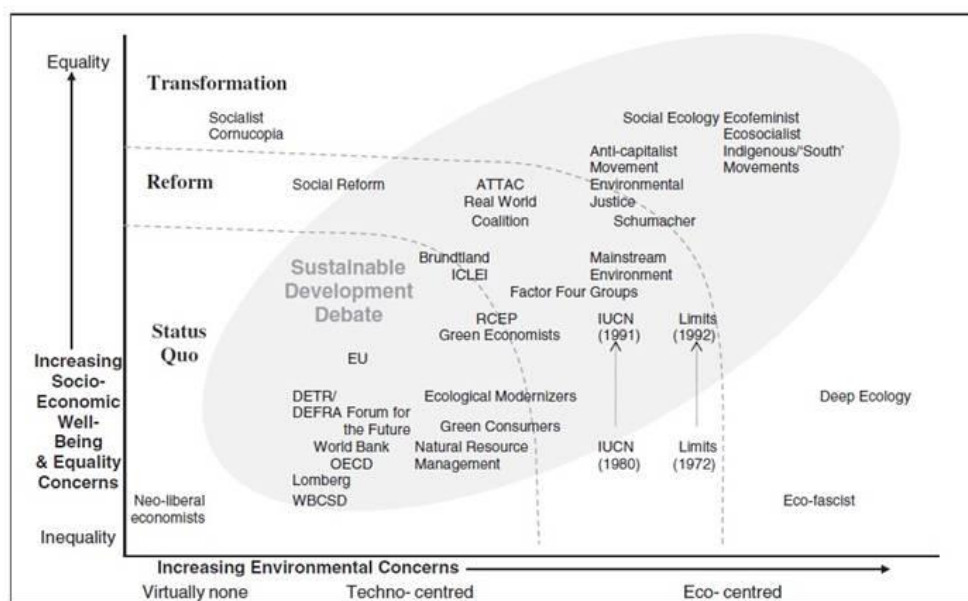 Equality
Transformation
Socialist
Cornucopia
Social Ecology Ecofeminist
Ecosocialist
Anti-capitalist
Indigenous/'South'
Movement
Movements
Reform
Social Reform
ATTAC
Environmental
Real World
Justice
Coalition
Schumacher
Brundtland
Mainstream
Sustainable
Development
Debate
ICLEI
Environment
Factor Four Groups
Status
Quo
RCEP
IUCN
Limits
Green Economists
(1991)
(1992)
EU
Increasing
Socio-
Economic
Well-
Being
& Equality
Concerns
DETR/
Ecological Modernizers
Deep Ecology
DEFRA Forum for
the Future
Green Consumers
World Bank
Natural Resource
IUCN
Limits
OECD
Management
(1980)
(1972)
Lomberg
Neo-liberal
economists
WBCSD
Eco-fascist
Inequality
Increasing Environmental Concerns
Virtually none
Techno- centred
Eco- centred